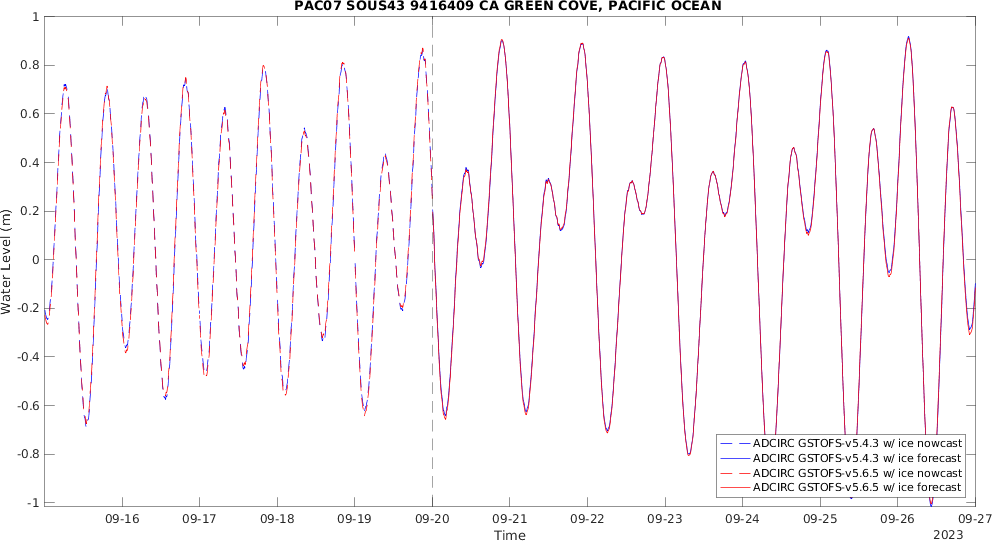 PAC07 SOUS43 9416409 CA GREEN COVE, PACIFIC OCEAN
1
0.8
0.6
0.4
0.2
0
-0.2
-0.4
-0.6
-0.8
-1
Water Level (m)
ADCIRC GSTOFS-v5.4.3 w/ ice nowcast
ADCIRC GSTOFS-v5.4.3 w/ ice forecast
ADCIRC GSTOFS-v5.6.5 w/ ice nowcast
ADCIRC GSTOFS-v5.6.5 w/ ice forecast
09-16 09-17 09-18 09-19 09-20 09-21 09-22 09-23 09-24 09-25 09-26 09-27
Time
2023